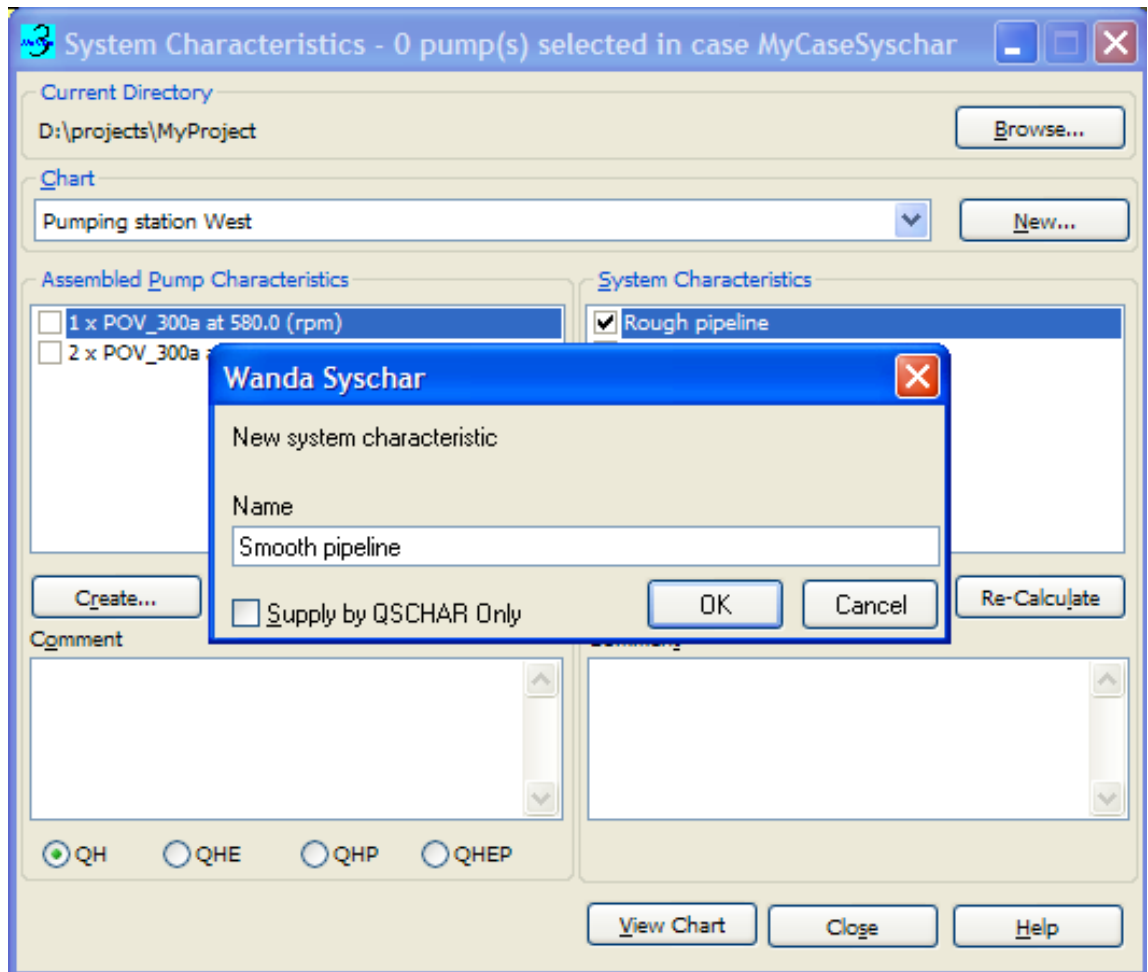 System Characteristics - 0 pump(s) selected in case MyCaseSyschar
Current Directory
D:\projects\MyProject
Browse...
Chart
Pumping station West
New...
Assembled Pump Characteristics
System Characteristics
1 x POV_300a at 580.0 (rpm)
Rough pipeline
2 x POV_300a
Wanda Syschar
New system characteristic
Name
Smooth pipeline
Supply by QSCHAR Only
OK
Cancel
Create...
Re-Calculate
Comment
QH QHE QHP QHEP
View Chart
Close
Help